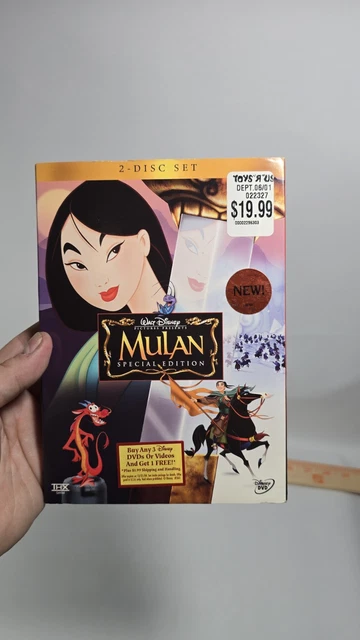 2-DISC SET
TOYS "R" US
DEPT.06/01
022327
$19.99
NEW!
WALT DISNEY
PICTURES PRESENTS
MULAN
SPECIAL EDITION
Buy Any 3 Disney
DVDs Or Videos
And Get 1 FREE!*
THX
Disney
DVD